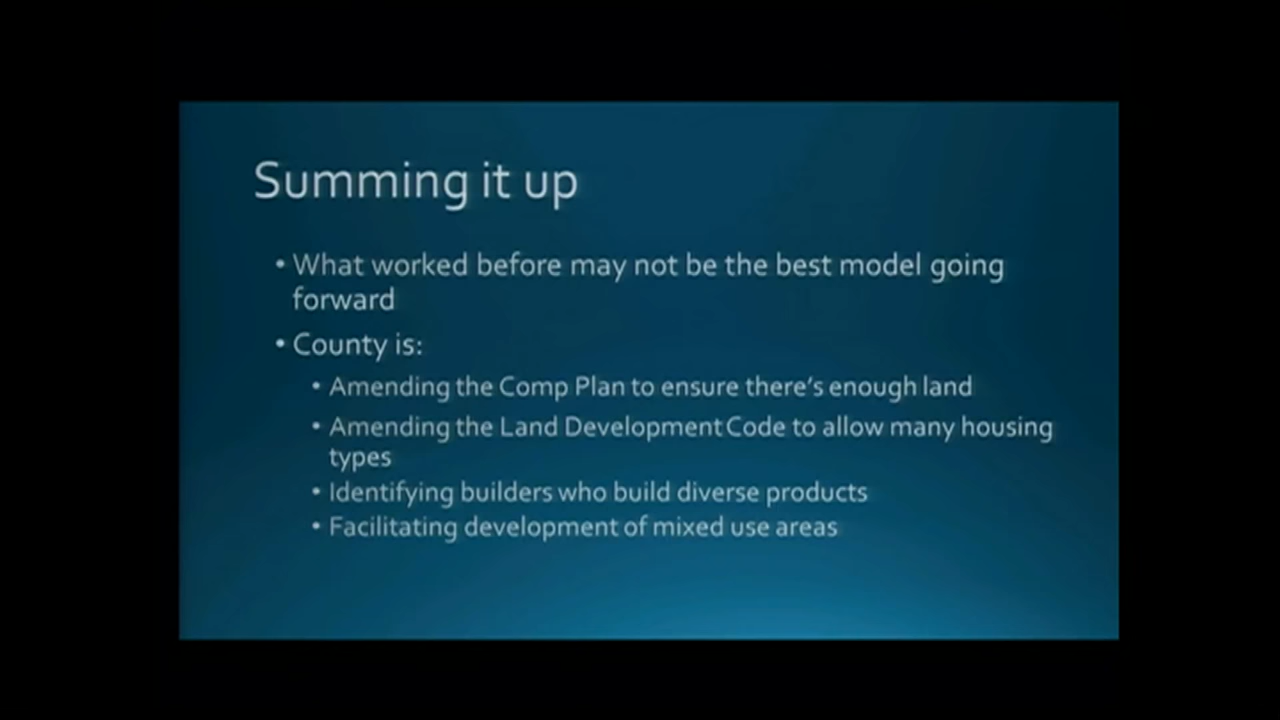 Summing it up
• What worked before may not be the best model going
forward
• County is:
• Amending the Comp Plan to ensure there's enough land
• Amending the Land Development Code to allow many housing
types
• Identifying builders who build diverse products
• Facilitating development of mixed use areas